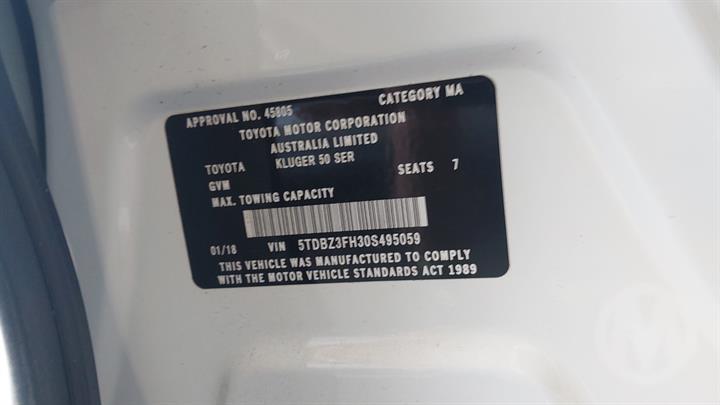 APPROVAL NO. 45805 CATEGORY MA
TOYOTA MOTOR CORPORATION
AUSTRALIA LIMITED
TOYOTA KLUGER 50 SER
GVM SEATS 7
MAX. TOWING CAPACITY
01/18 VIN 5TDBZ3FH30S495059
THIS VEHICLE WAS MANUFACTURED TO COMPLY
WITH THE MOTOR VEHICLE STANDARDS ACT 1989
M